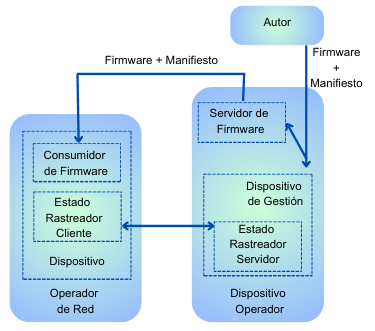 Autor
Firmware + Manifiesto
Firmware
+
Manifiesto
Servidor de
Firmware
Consumidor
de Firmware
Estado
Rastreador
Cliente
Dispositivo
Operador
de Red
Dispositivo
de Gestión
Estado
Rastreador
Servidor
Dispositivo
Operador